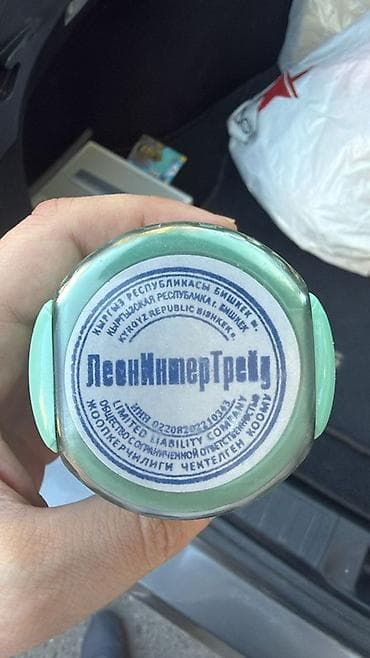 КЫРГЫЗ РЕСПУБЛИКАСЫ БИШКЕК ш.
КЫРГЫЗСКАЯ РЕСПУБЛИКА г. БИШКЕК
KYRGYZ REPUBLIC BISHKEK
ЛеонИнтерТрейд
ИНН 02208202210343
LIMITED LIABILITY COMPANY
ОБЩЕСТВО С ОГРАНИЧЕННОЙ ОТВЕТСТВЕННОСТЬЮ
ЖООПКЕРЧИЛИГИ ЧЕКТЕЛГЕН КООМУ